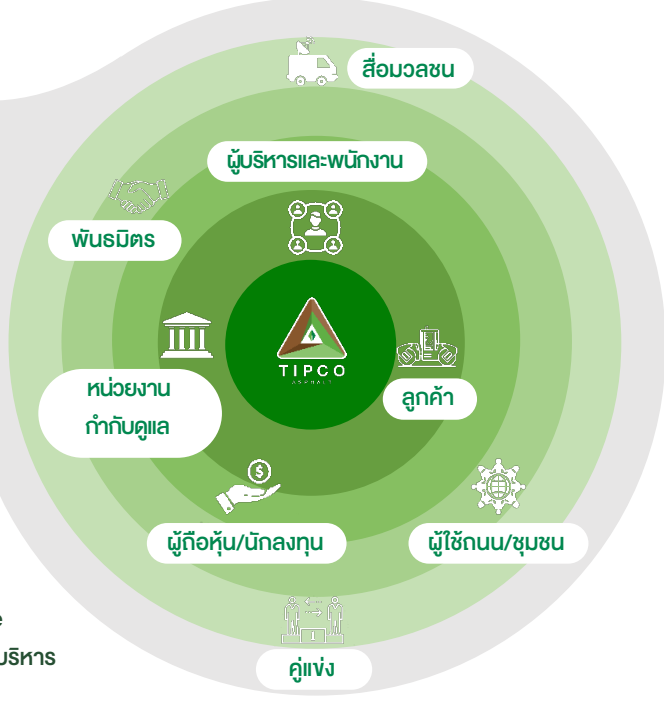 สื่อมวลชน
ผู้บริหารและพนักงาน
พันธมิตร
TIPCO
ASPHALT
หน่วยงาน
กำกับดูแล
ลูกค้า
ผู้ถือหุ้น/นักลงทุน
ผู้ใช้ถนน/ชุมชน
e
บริหาร
คู่แข่ง